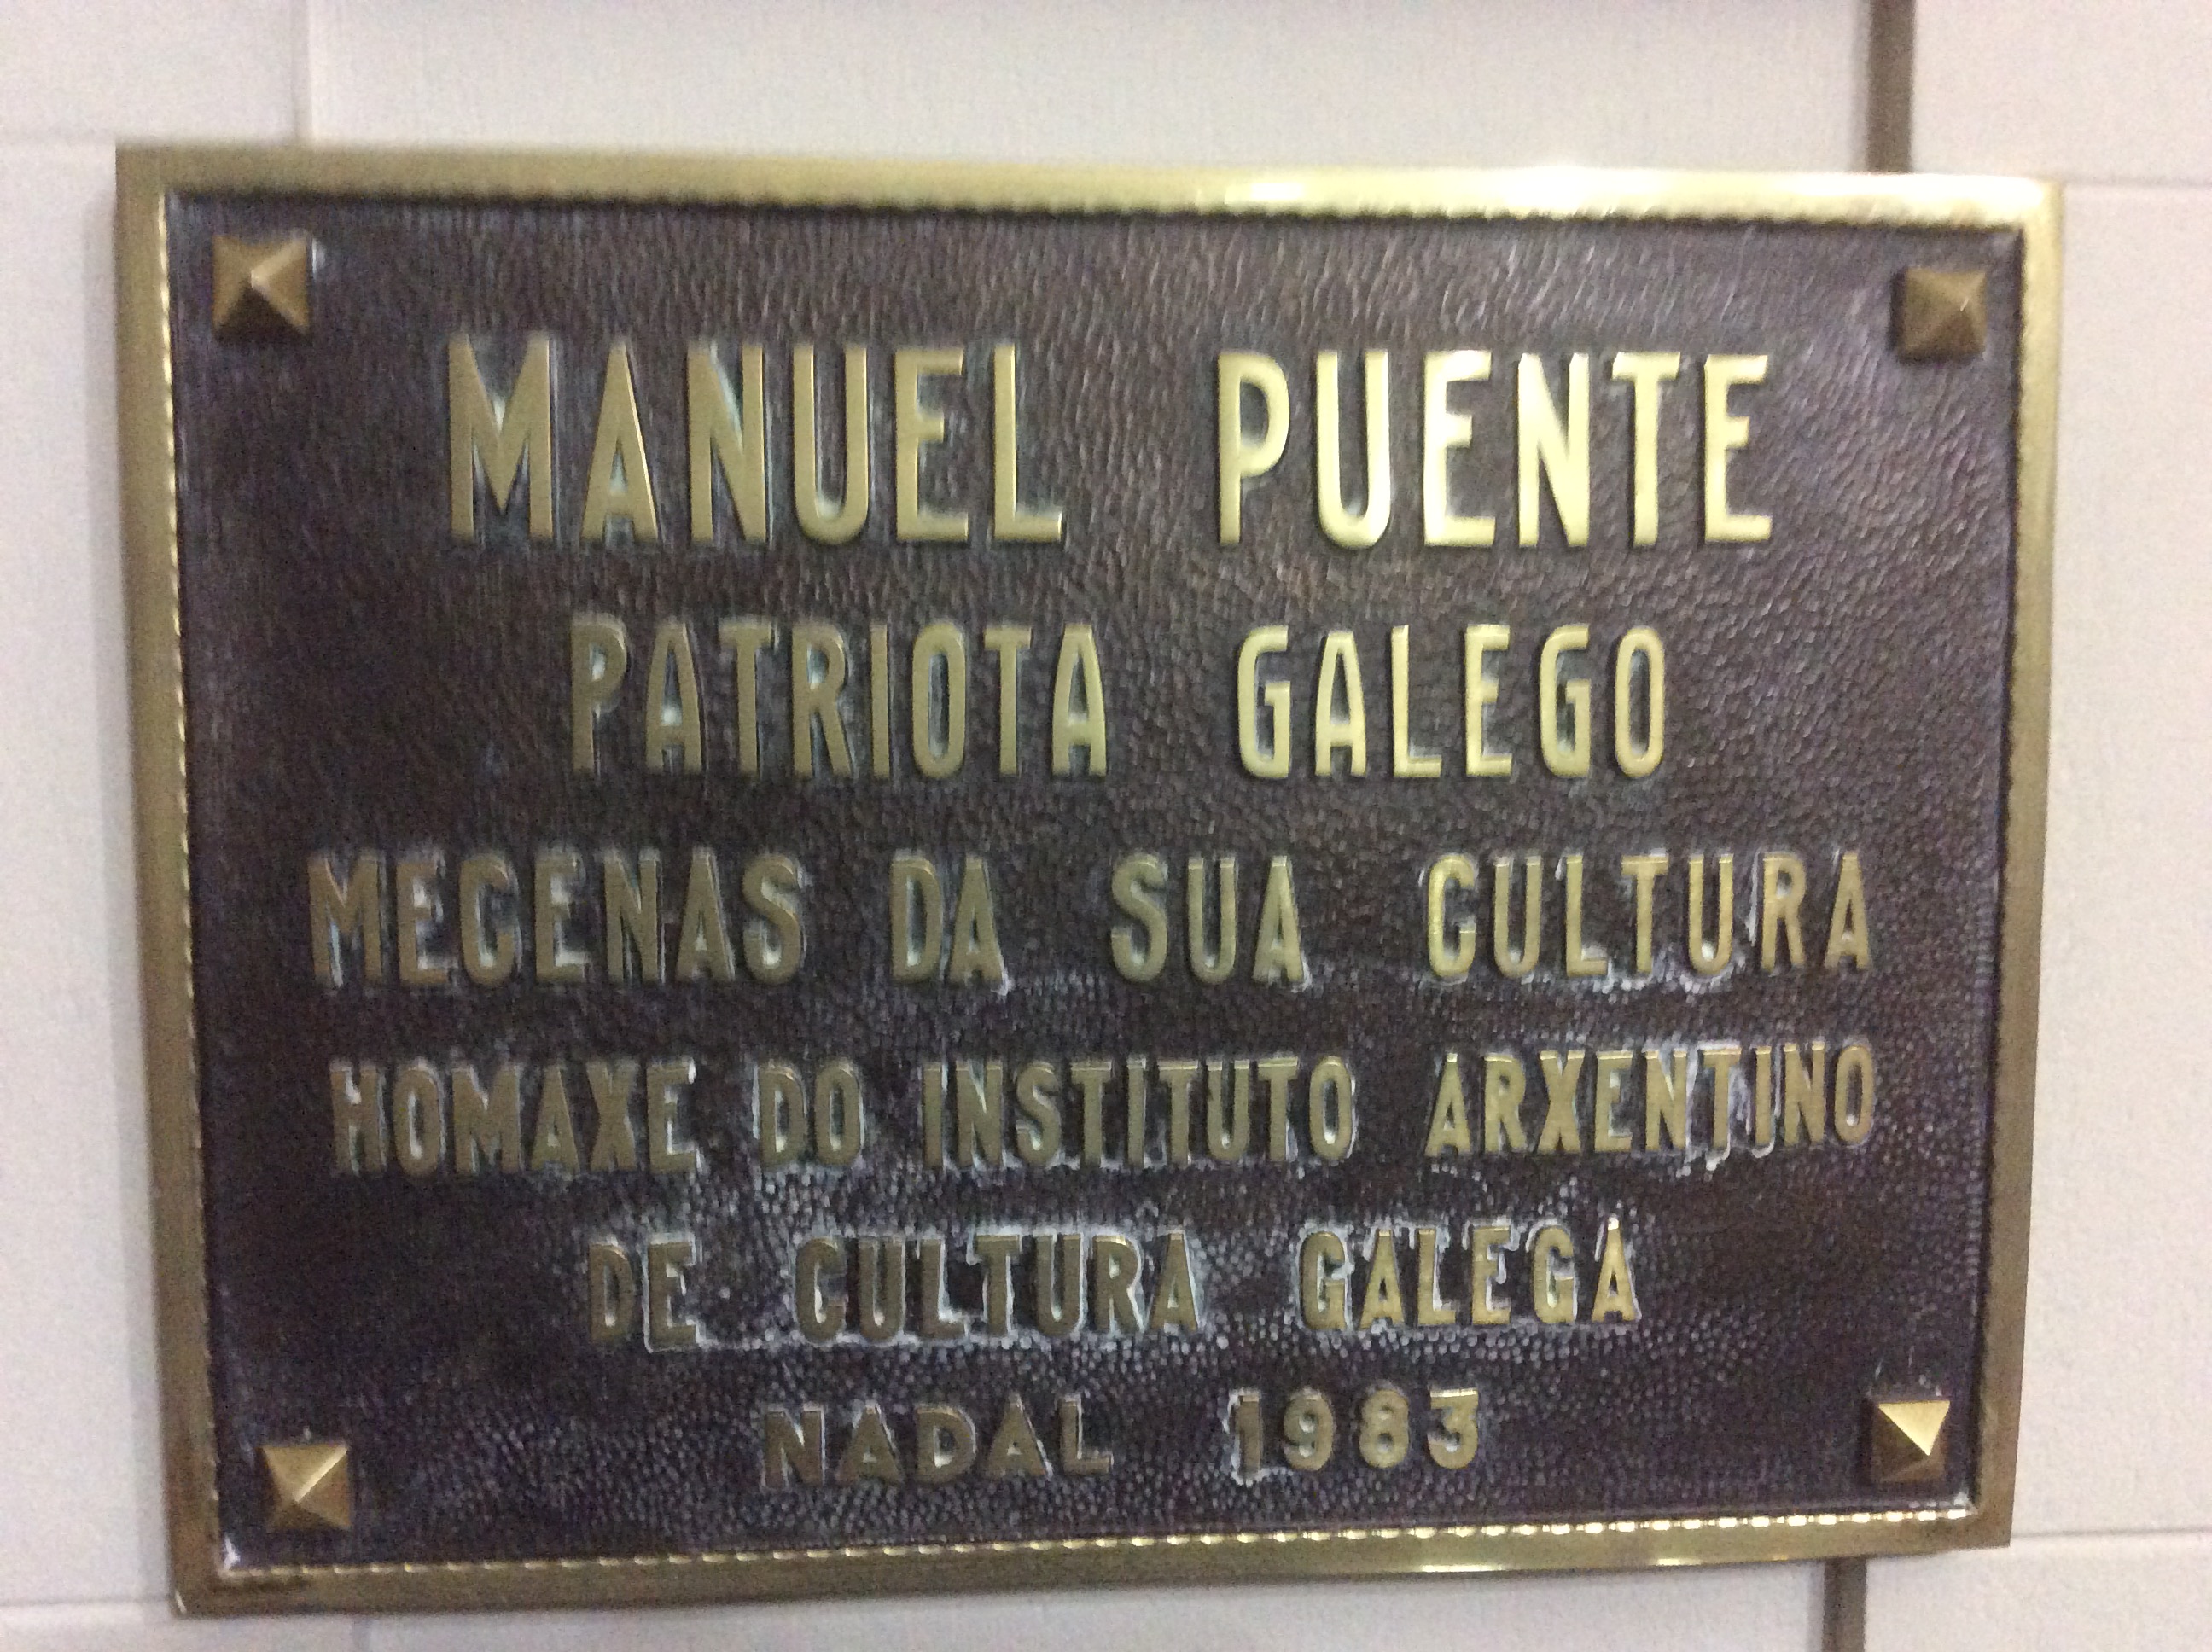 MANUEL PUENTE
PATRIOTA GALEGO
MECENAS DA SUA CULTURA
HOMAXE DO INSTITUTO ARXENTINO
DE CULTURA GALEGA
NADAL 1983